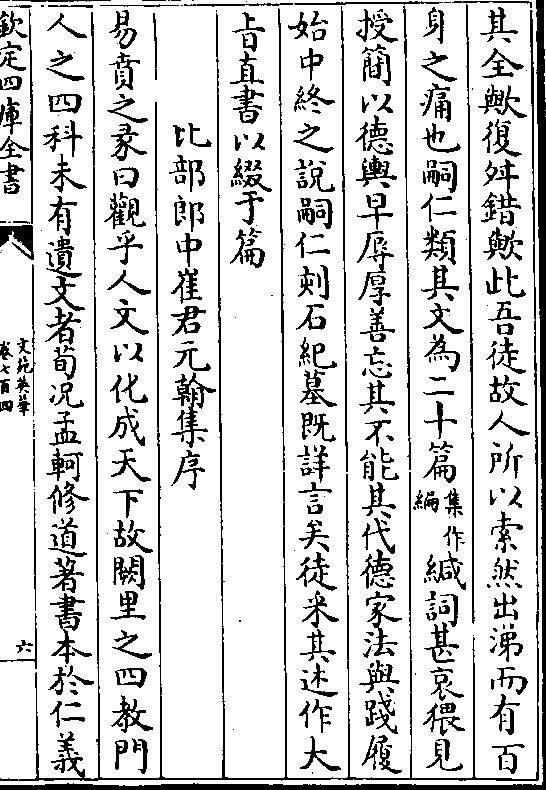 其全歟復舛錯歟此吾徒故人所以索然出涕而有百
身之痛也嗣仁類其文為二十篇集作編緘詞甚哀猥見
授簡以德輿早辱厚善忘其不能其代德家法與踐履
始中終之說嗣仁刻石紀墓既詳言矣徒采其述作大
旨直書以綴于篇
比部郎中崔君元翰集序
易賁之彖曰觀乎人文以化成天下故闕里之四教門
人之四科未有遺文者荀況孟軻修道著書本於仁義
欽定四庫全書
文苑英華
卷七百四
六